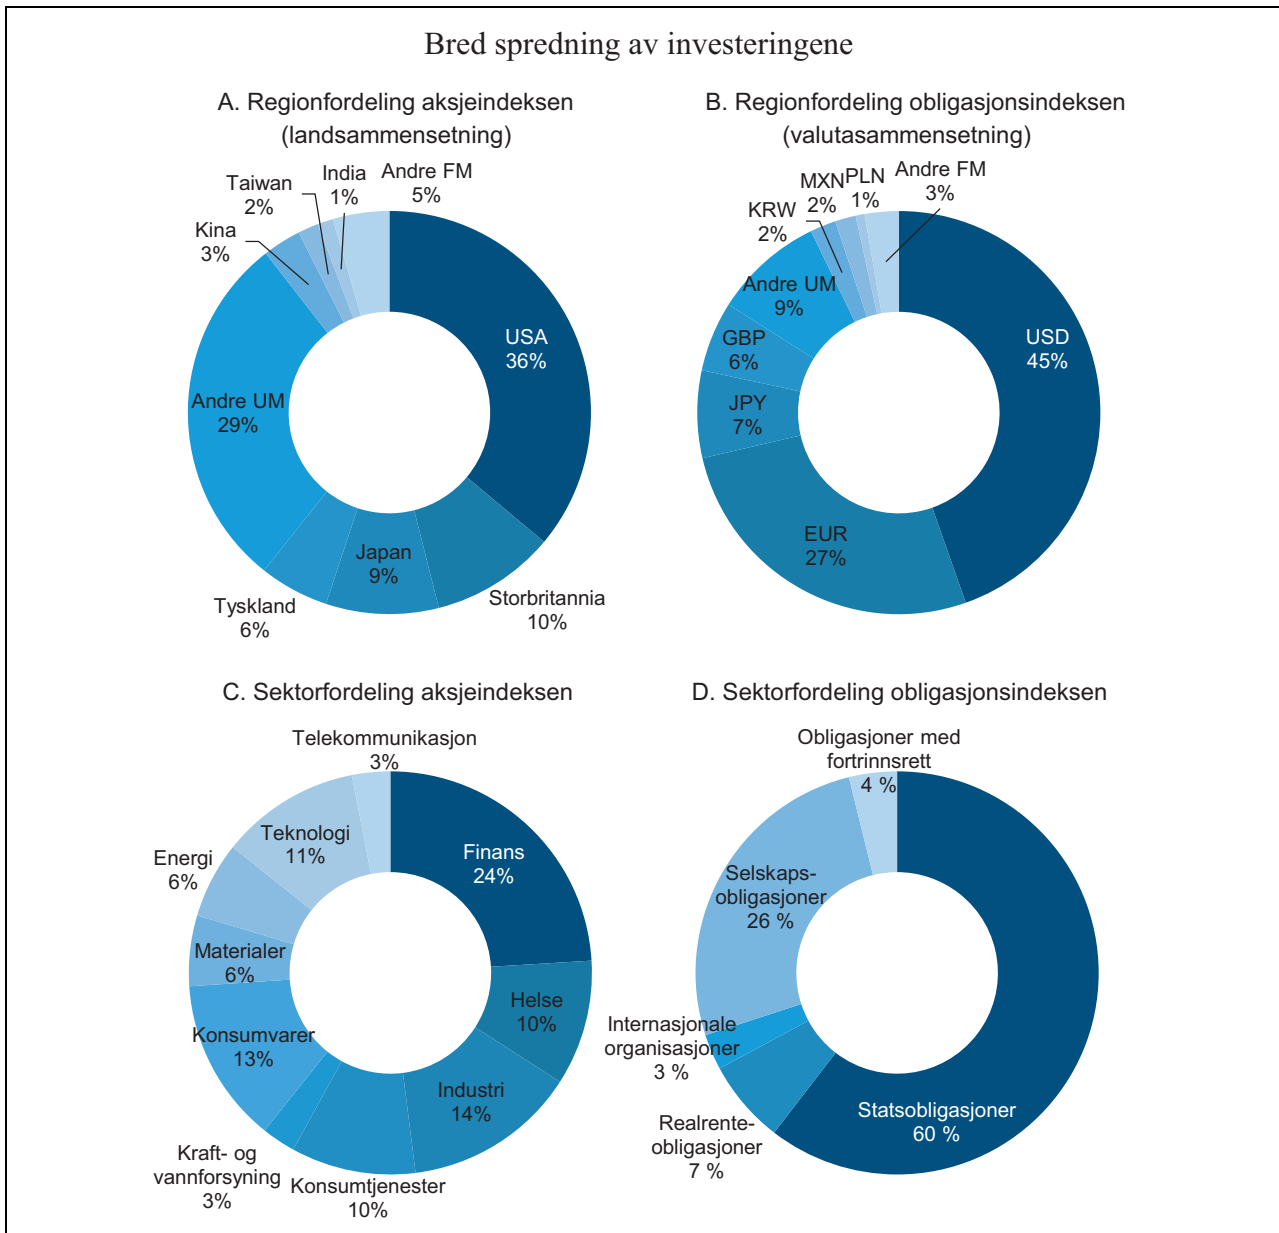 Bred spredning av investeringene
A. Regionfordeling aksjeindeksen
(landsammensetning)
Andre FM
5%
India
1%
Taiwan
2%
Kina
3%
USA
36%
Andre UM
29%
Japan
9%
Tyskland
6%
Storbritannia
10%
B. Regionfordeling obligasjonsindeksen
(valutasammensetning)
Andre FM
3%
PLN
1%
MXN
2%
KRW
2%
Andre UM
9%
USD
45%
GBP
6%
JPY
7%
EUR
27%
C. Sektorfordeling aksjeindeksen
Telekommunikasjon
3%
Teknologi
11%
Finans
24%
Energi
6%
Materialer
6%
Helse
10%
Konsumvarer
13%
Industri
14%
Kraft- og
vannforsyning
3%
Konsumtjenester
10%
D. Sektorfordeling obligasjonsindeksen
Obligasjoner med
fortrinnsrett
4 %
Selskaps-
obligasjoner
26 %
Internasjonale
organisasjoner
3 %
Realrente-
obligasjoner
7 %
Statsobligasjoner
60 %